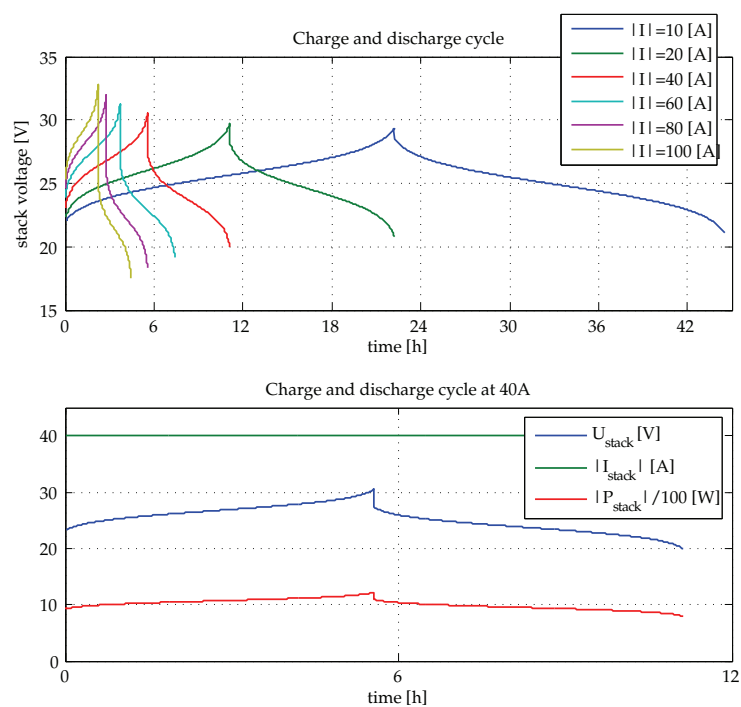 Charge and discharge cycle
|I|=10 [A]
|I|=20 [A]
|I|=40 [A]
|I|=60 [A]
|I|=80 [A]
|I|=100 [A]
stack voltage [V]
35
30
25
20
15
0 6 12 18 24 30 36 42
time [h]
Charge and discharge cycle at 40A
U_stack [V]
|I_stack| [A]
|P_stack|/100 [W]
40
30
20
10
0
0 6 12
time [h]